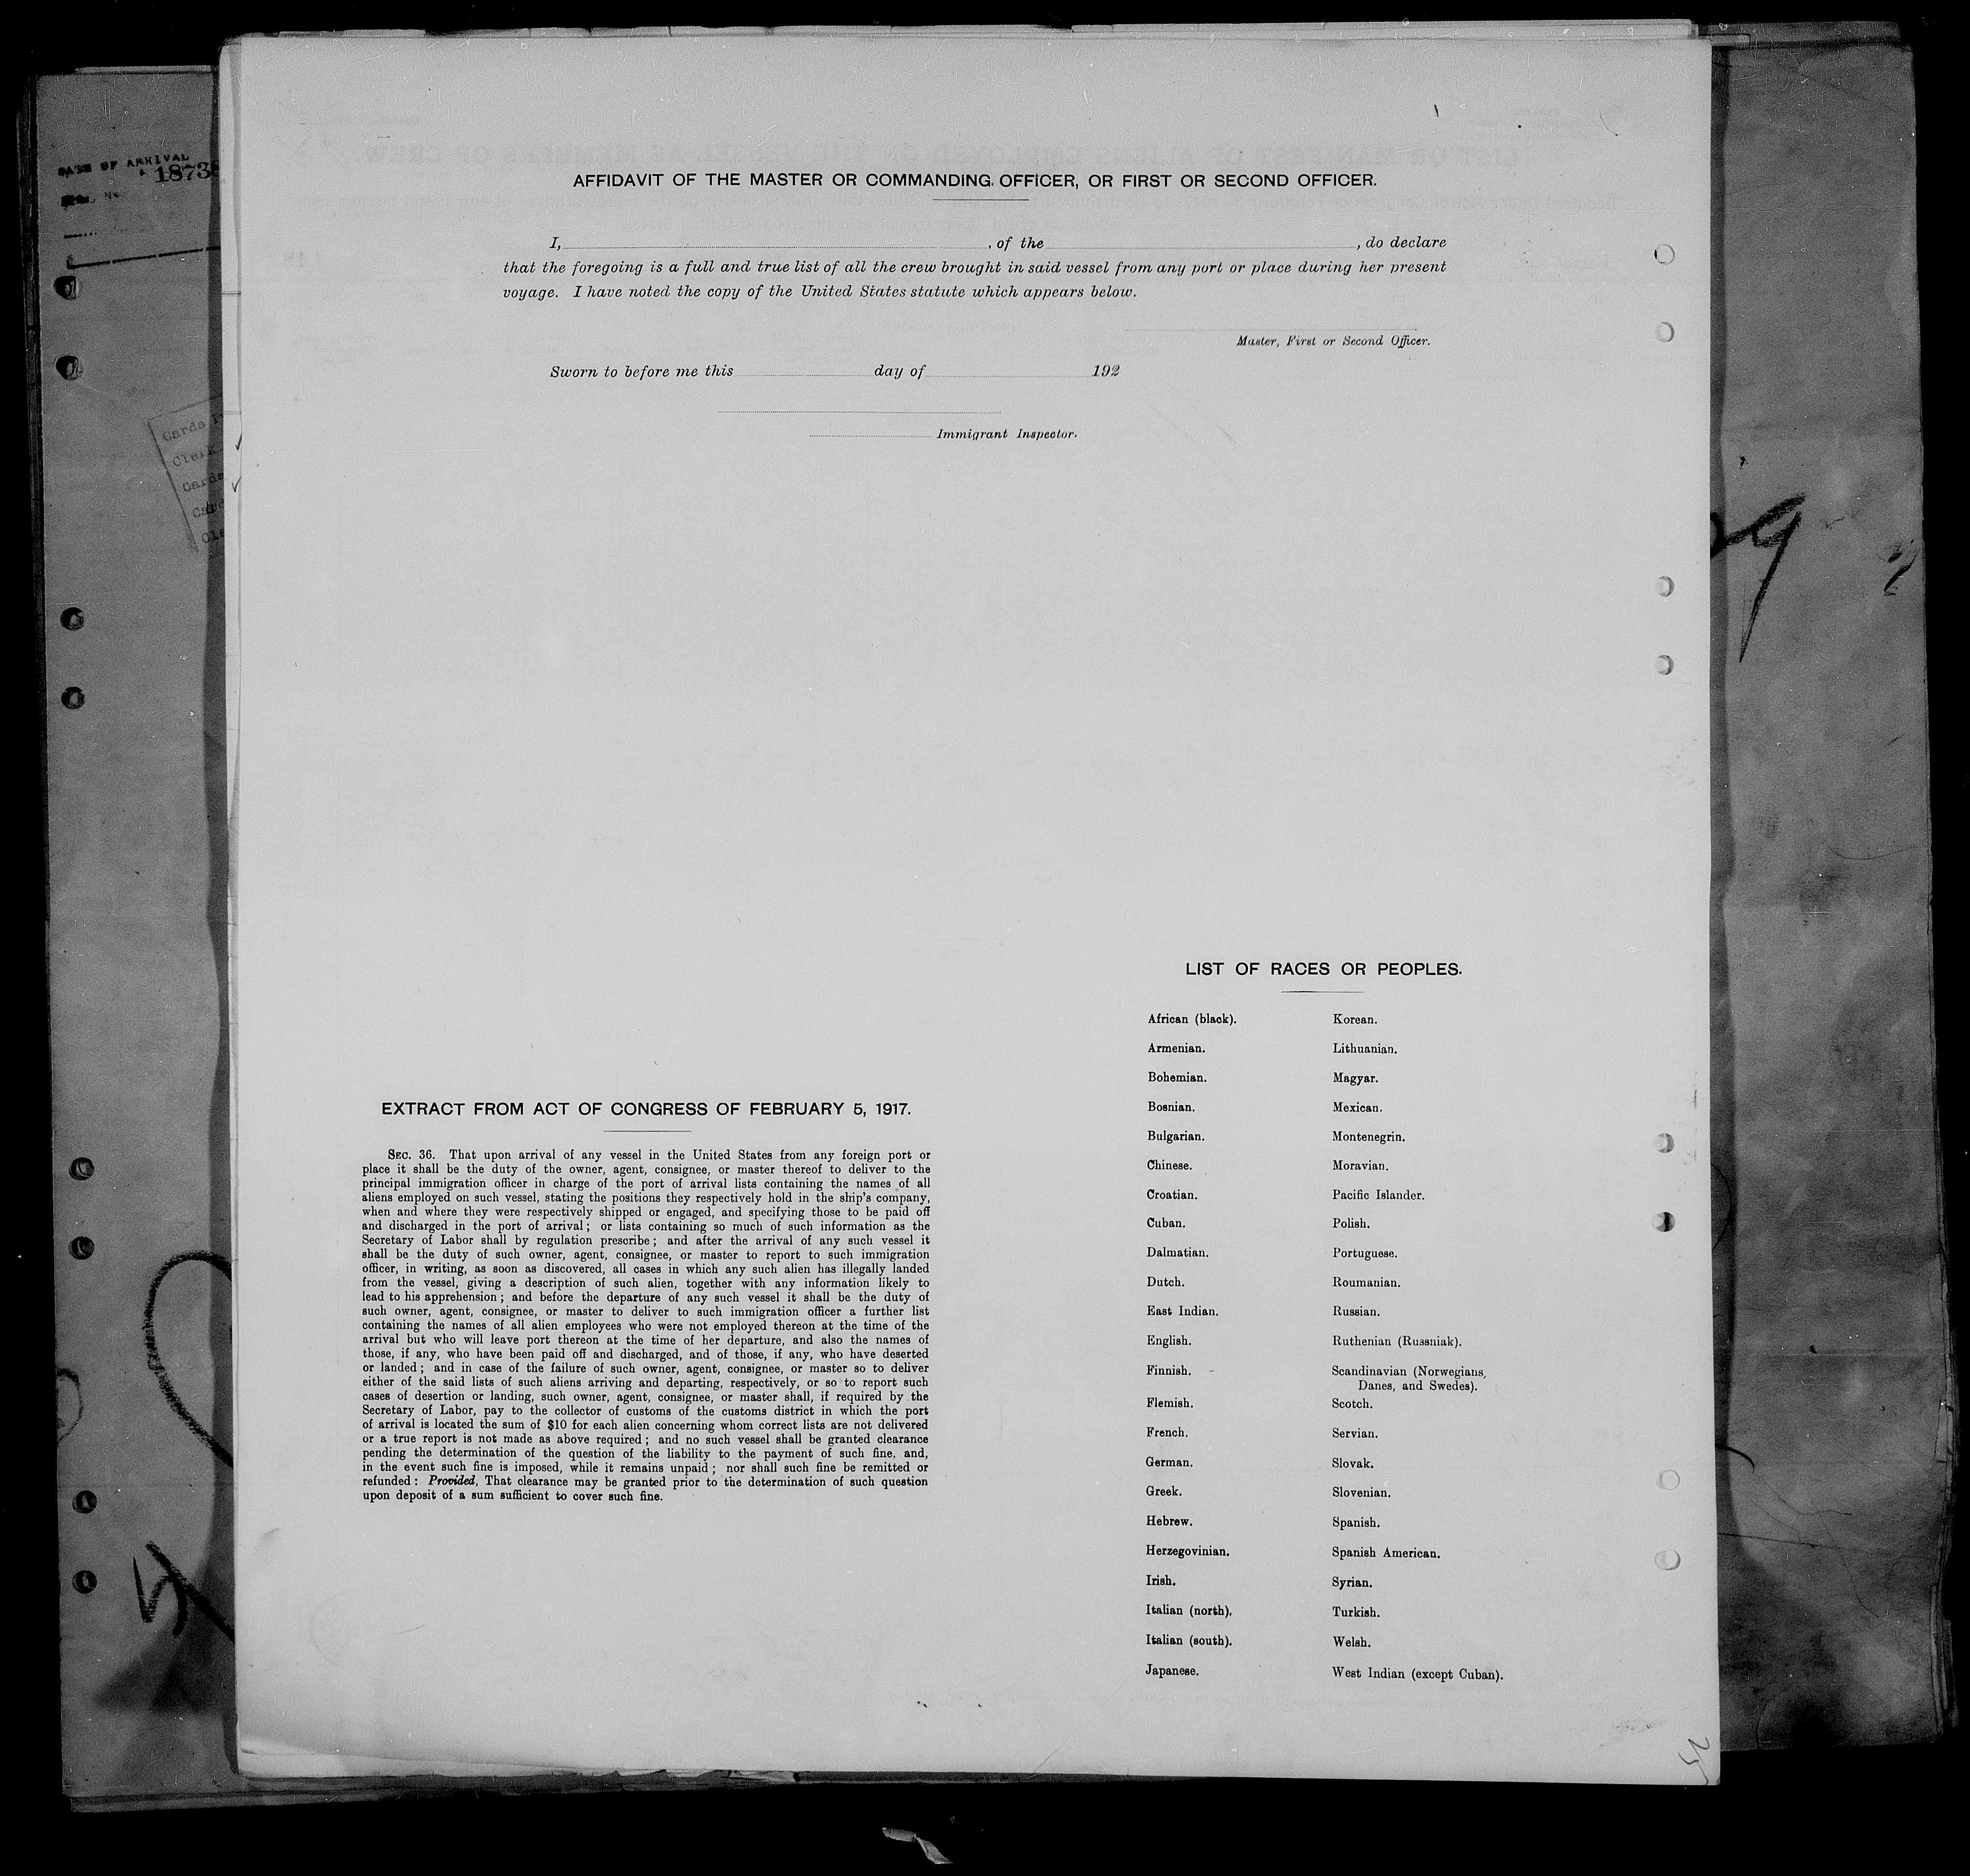 DATE OF ARRIVAL
18738
AFFIDAVIT OF THE MASTER OR COMMANDING OFFICER, OR FIRST OR SECOND OFFICER.
I, , of the , do declare
that the foregoing is a full and true list of all the crew brought in said vessel from any port or place during her present
voyage. I have noted the copy of the United States statute which appears below.
Master, First or Second Officer.
Sworn to before me this day of 192
Immigrant Inspector.
Cards
Clerk
Cards
EXTRACT FROM ACT OF CONGRESS OF FEBRUARY 5, 1917.
SEC. 36. That upon arrival of any vessel in the United States from any foreign port or
place it shall be the duty of the owner, agent, consignee, or master thereof to deliver to the
principal immigration officer in charge of the port of arrival lists containing the names of all
aliens employed on such vessel, stating the positions they respectively hold in the ship's company,
when and where they were respectively shipped or engaged, and specifying those to be paid off
and discharged in the port of arrival; or lists containing so much of such information as the
Secretary of Labor shall by regulation prescribe; and after the arrival of any such vessel it
shall be the duty of such owner, agent, consignee, or master to report to such immigration
officer, in writing, as soon as discovered, all cases in which any such alien has illegally landed
from the vessel, giving a description of such alien, together with any information likely to
lead to his apprehension; and before the departure of any such vessel it shall be the duty of
such owner, agent, consignee, or master to deliver to such immigration officer a further list
containing the names of all alien employees who were not employed thereon at the time of the
arrival but who will leave port thereon at the time of her departure, and also the names of
those, if any, who have been paid off and discharged, and of those, if any, who have deserted
or landed; and in case of the failure of such owner, agent, consignee, or master so to deliver
either of the said lists of such aliens arriving and departing, respectively, or so to report such
cases of desertion or landing, such owner, agent, consignee, or master shall, if required by the
Secretary of Labor, pay to the collector of customs of the customs district in which the port
of arrival is located the sum of $10 for each alien concerning whom correct lists are not delivered
or a true report is not made as above required; and no such vessel shall be granted clearance
pending the determination of the question of the liability to the payment of such fine, and,
in the event such fine is imposed, while it remains unpaid; nor shall such fine be remitted or
refunded: Provided, That clearance may be granted prior to the determination of such question
upon deposit of a sum sufficient to cover such fine.
LIST OF RACES OR PEOPLES.
African (black).
Armenian.
Bohemian.
Bosnian.
Bulgarian.
Chinese.
Croatian.
Cuban.
Dalmatian.
Dutch.
East Indian.
English.
Finnish.
Flemish.
French.
German.
Greek.
Hebrew.
Herzegovinian.
Irish.
Italian (north).
Italian (south).
Japanese.
Korean.
Lithuanian.
Magyar.
Mexican.
Montenegrin.
Moravian.
Pacific Islander.
Polish.
Portuguese.
Roumanian.
Russian.
Ruthenian (Russniak).
Scandinavian (Norwegians,
Danes, and Swedes).
Scotch.
Servian.
Slovak.
Slovenian.
Spanish.
Spanish American.
Syrian.
Turkish.
Welsh.
West Indian (except Cuban).